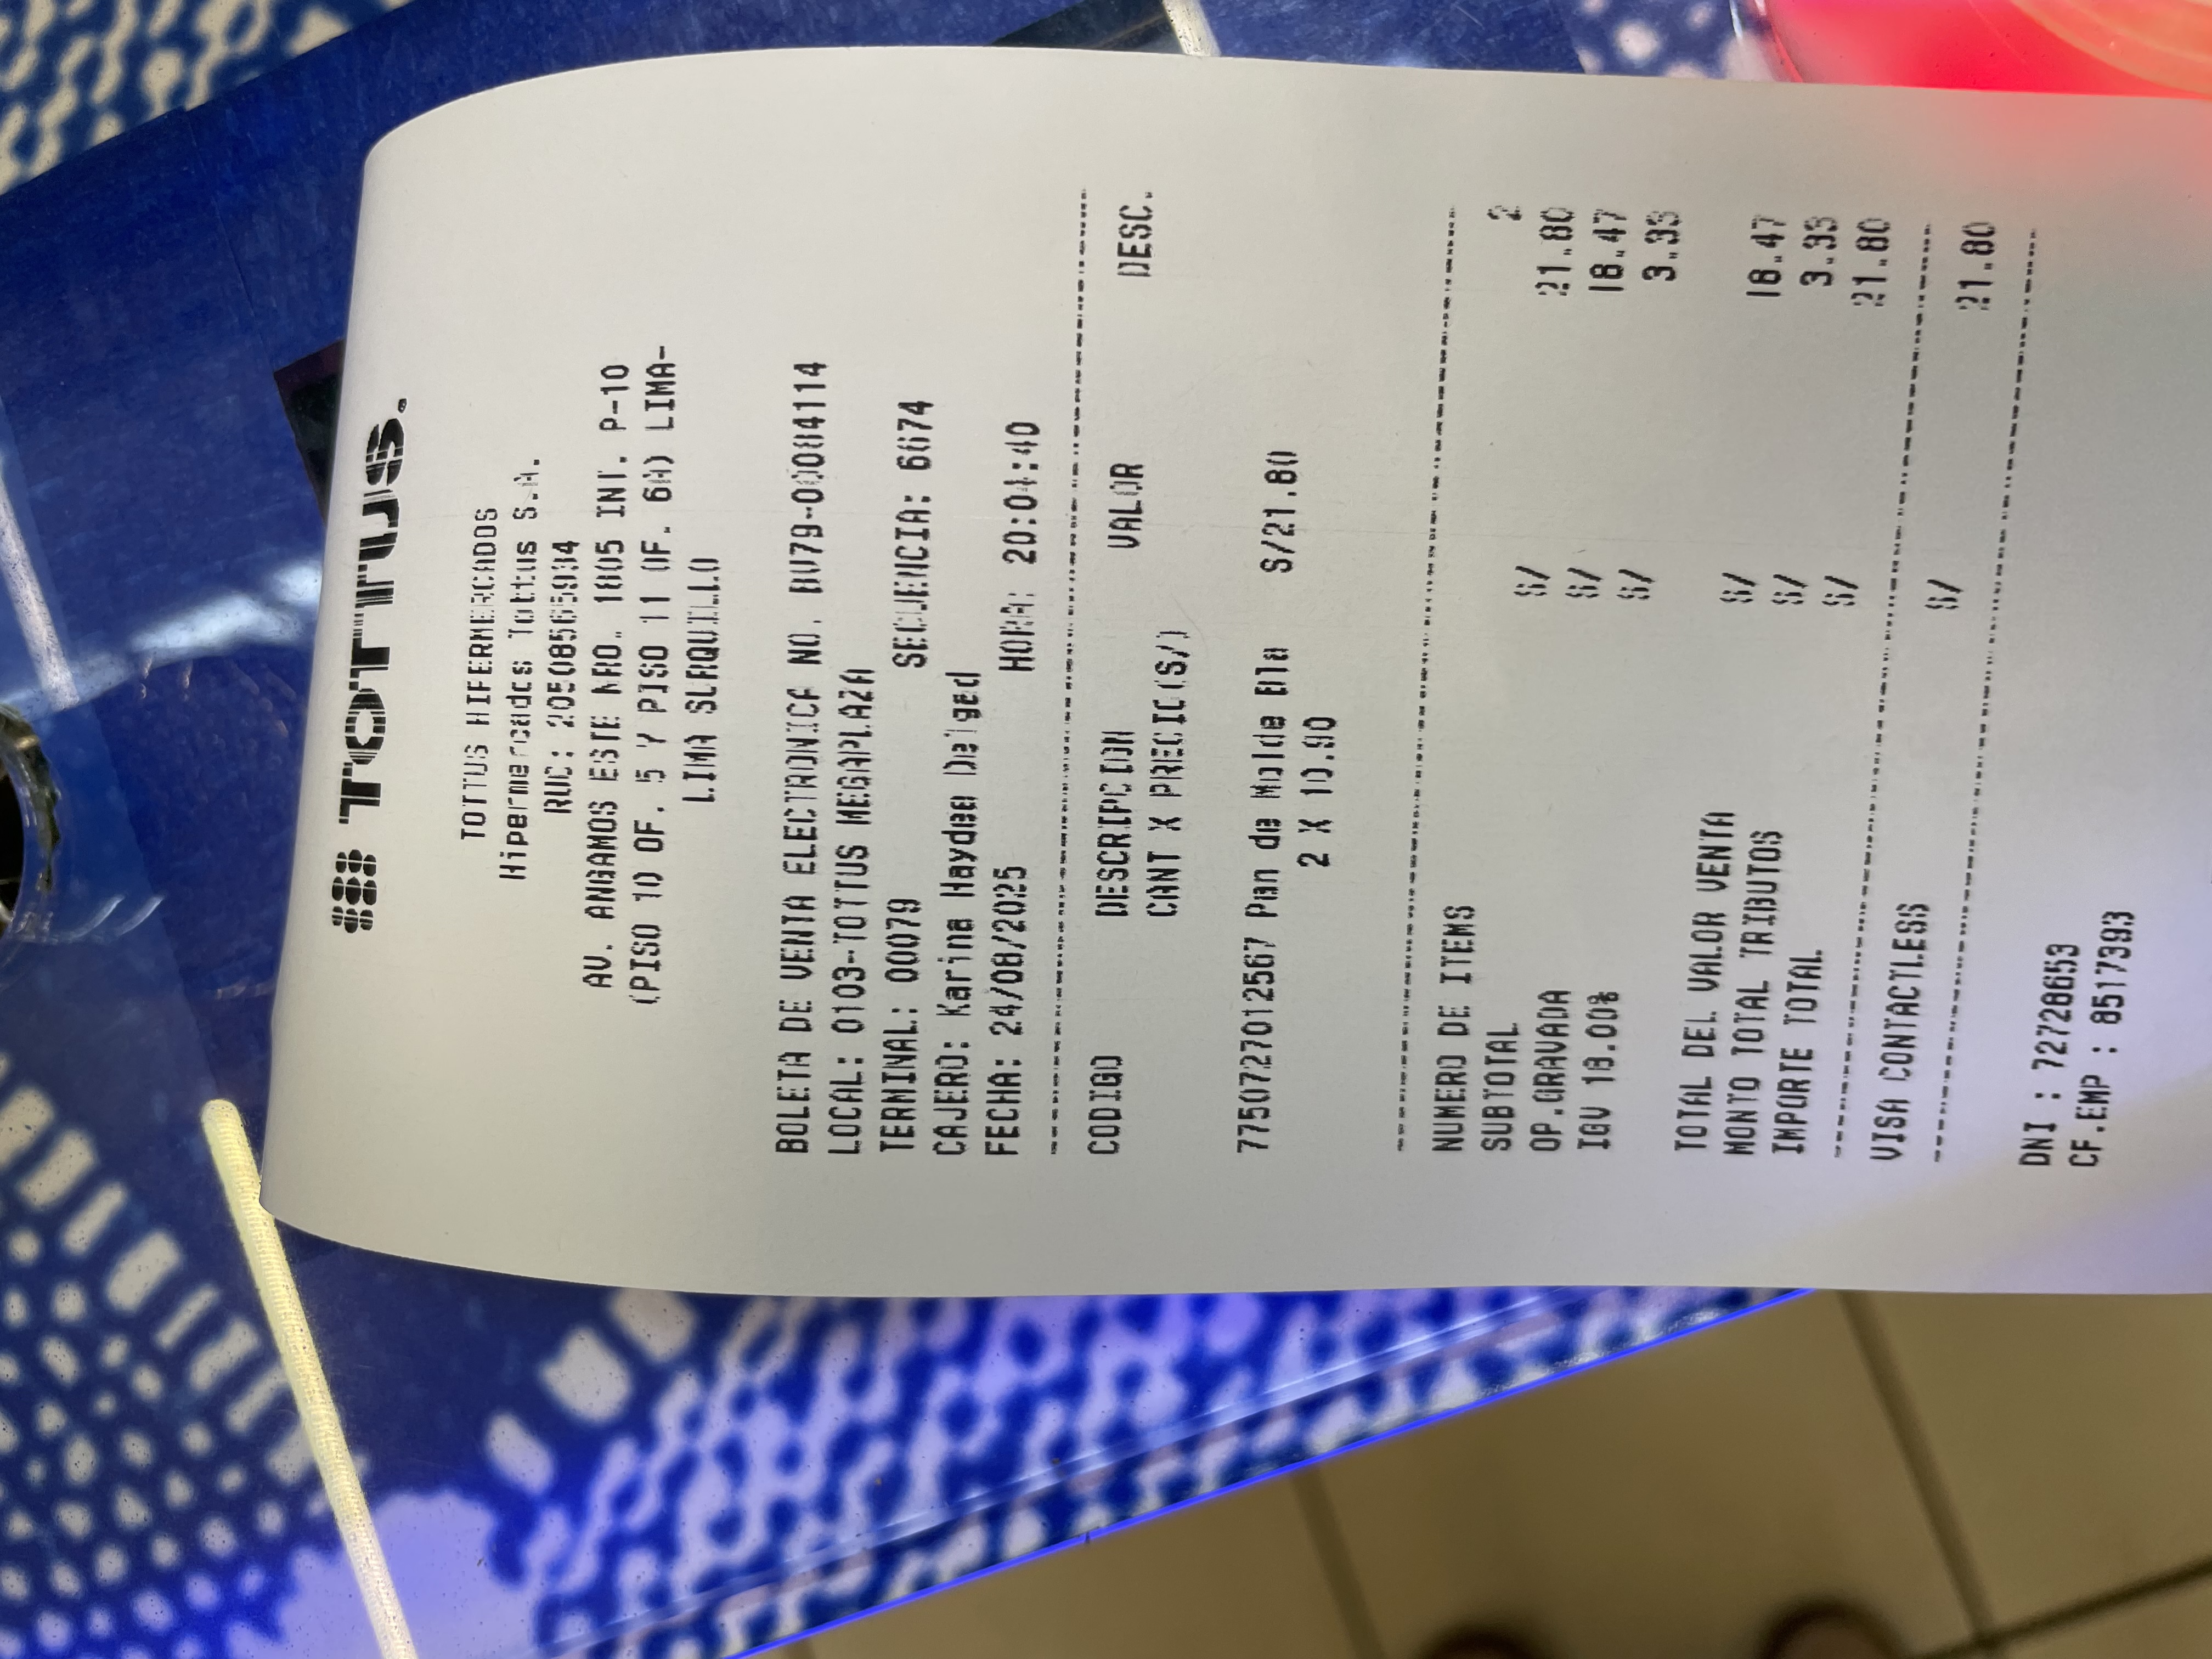 TOTTUS.
TOTTUS HIPERMERCADOS
Hipermercados Tottus S.A.
RUC: 20508565934
AV. ANGAMOS ESTE NRO. 1805 INT. P-10
(PISO 10 OF. 5 Y PISO 11 OF. 6A) LIMA-
LIMA SURQUILLO
BOLETA DE VENTA ELECTRONICA NO. BV79-00084114
LOCAL: 0103-TOTTUS MEGAPLAZA
TERMINAL: 00079 SECUENCIA: 6674
CAJERO: Karina Haydee Delgad
FECHA: 24/08/2025 HORA: 20:04:40
CODIGO DESCRIPCION VALOR DESC.
CANT X PRECIO(S/)
7750727012567 Pan de Molde Bla S/21.80
2 X 10.90
NUMERO DE ITEMS 2
SUBTOTAL S/ 21.80
OP.GRAVADA S/ 18.47
IGV 18.00% S/ 3.33
TOTAL DEL VALOR VENTA S/ 18.47
MONTO TOTAL TRIBUTOS S/ 3.33
IMPORTE TOTAL S/ 21.80
VISA CONTACTLESS S/ 21.80
DNI : 72728653
CF.EMP : 8517393